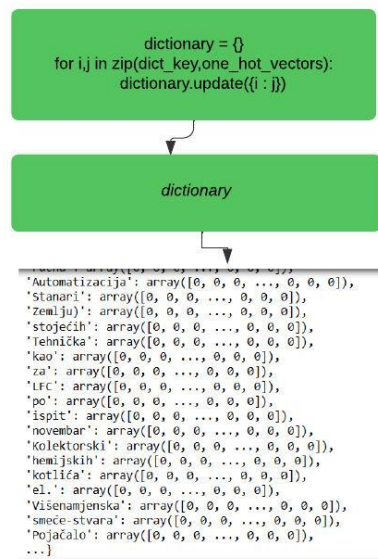 dictionary = {}
for i,j in zip(dict_key,one_hot_vectors):
dictionary.update({i : j})
dictionary
array([0, 0, 0, ..., 0, 0, 0]),
'Automatizacija': array([0, 0, 0, ..., 0, 0, 0]),
'Stanari': array([0, 0, 0, ..., 0, 0, 0]),
'Zemlju)': array([0, 0, 0, ..., 0, 0, 0]),
'stojećih': array([0, 0, 0, ..., 0, 0, 0]),
'Tehnička': array([0, 0, 0, ..., 0, 0, 0]),
'kao': array([0, 0, 0, ..., 0, 0, 0]),
'za': array([0, 0, 0, ..., 0, 0, 0]),
'LFC': array([0, 0, 0, ..., 0, 0, 0]),
'po': array([0, 0, 0, ..., 0, 0, 0]),
'ispit': array([0, 0, 0, ..., 0, 0, 0]),
'novembar': array([0, 0, 0, ..., 0, 0, 0]),
'Kolektorski': array([0, 0, 0, ..., 0, 0, 0]),
'hemijskih': array([0, 0, 0, ..., 0, 0, 0]),
'kotlića': array([0, 0, 0, ..., 0, 0, 0]),
'el.': array([0, 0, 0, ..., 0, 0, 0]),
'Višenamjenska': array([0, 0, 0, ..., 0, 0, 0]),
'smeće-stvara': array([0, 0, 0, ..., 0, 0, 0]),
'Pojačalo': array([0, 0, 0, ..., 0, 0, 0]),
...}